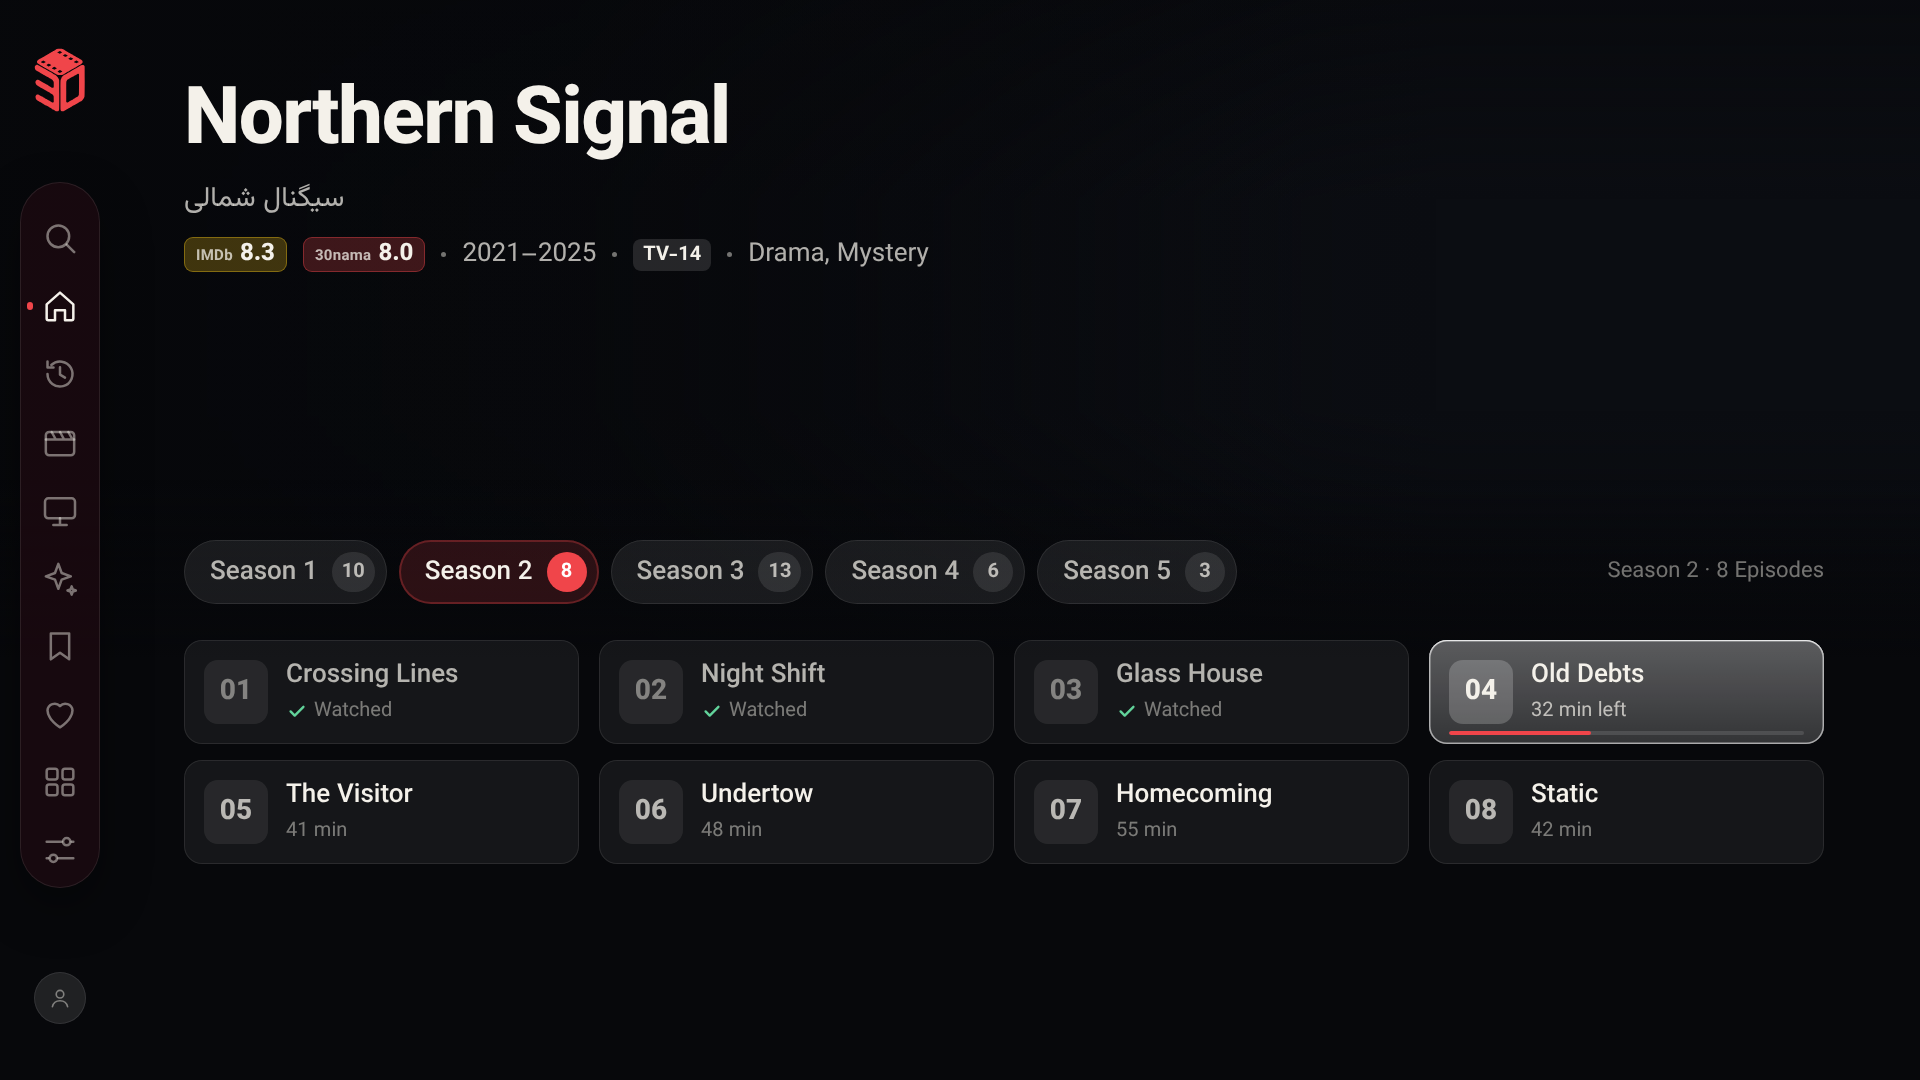 Northern Signal
سیگنال شمالی
IMDb 8.3 30nama 8.0 • 2021–2025 • TV-14 • Drama, Mystery
Season 1 10 Season 2 8 Season 3 13 Season 4 6 Season 5 3 Season 2 · 8 Episodes
01 Crossing Lines
Watched
02 Night Shift
Watched
03 Glass House
Watched
04 Old Debts
32 min left
05 The Visitor
41 min
06 Undertow
48 min
07 Homecoming
55 min
08 Static
42 min